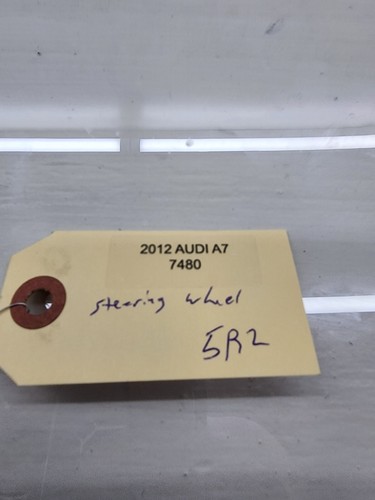 2012 AUDI A7
7480
steering wheel
5R2